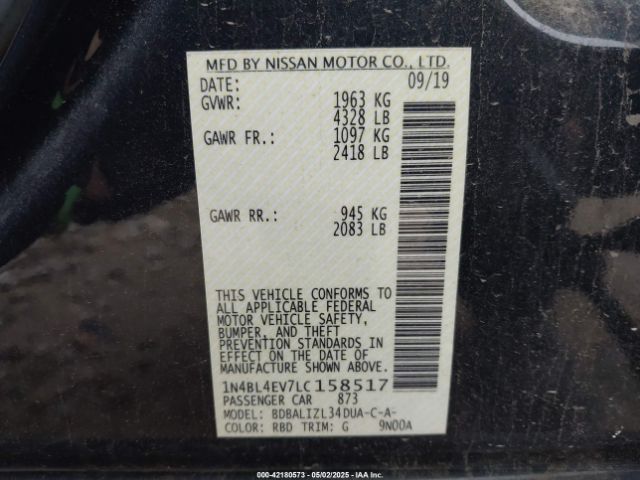 MFD BY NISSAN MOTOR CO., LTD.
DATE: 09/19
GVWR: 1963 KG
4328 LB
GAWR FR.: 1097 KG
2418 LB
GAWR RR.: 945 KG
2083 LB
THIS VEHICLE CONFORMS TO
ALL APPLICABLE FEDERAL
MOTOR VEHICLE SAFETY,
BUMPER, AND THEFT
PREVENTION STANDARDS IN
EFFECT ON THE DATE OF
MANUFACTURE SHOWN ABOVE.
1N4BL4EV7LC158517
PASSENGER CAR 873
MODEL: BDBALIZL34DUA-C-A-
COLOR: RBD TRIM: G 9N00A
000-42180573 - 05/02/2025 - IAAI.COM